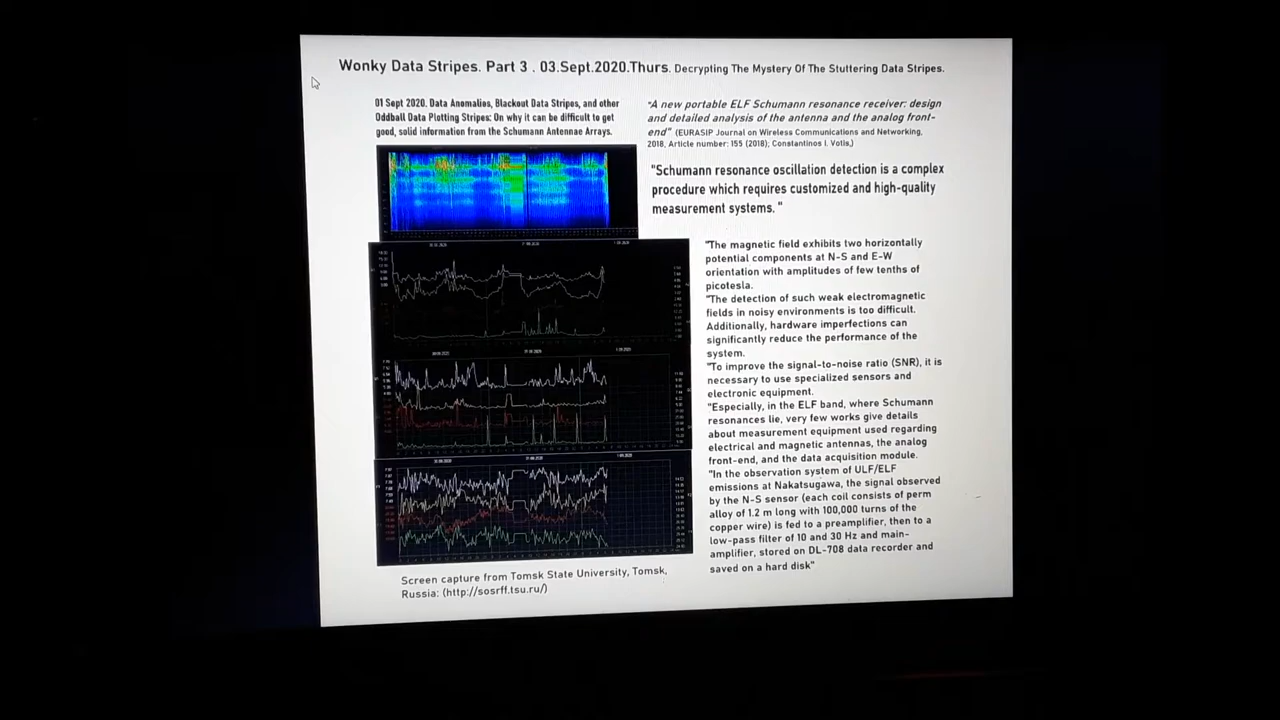 Wonky Data Stripes. Part 3 . 03.Sept.2020.Thurs. Decrypting The Mystery Of The Stuttering Data Stripes.
01 Sept 2020. Data Anomalies, Blackout Data Stripes, and other
Oddball Data Plotting Stripes: On why it can be difficult to get
good, solid information from the Schumann Antennae Arrays.
"A new portable ELF Schumann resonance receiver: design
and detailed analysis of the antenna and the analog front-
end" (EURASIP Journal on Wireless Communications and Networking,
2018, Article number: 155 (2018); Constantinos I. Votis,)
"Schumann resonance oscillation detection is a complex
procedure which requires customized and high-quality
measurement systems. "
"The magnetic field exhibits two horizontally
potential components at N-S and E-W
orientation with amplitudes of few tenths of
picotesla.
"The detection of such weak electromagnetic
fields in noisy environments is too difficult.
Additionally, hardware imperfections can
significantly reduce the performance of the
system.
"To improve the signal-to-noise ratio (SNR), it is
necessary to use specialized sensors and
electronic equipment.
"Especially, in the ELF band, where Schumann
resonances lie, very few works give details
about measurement equipment used regarding
electrical and magnetic antennas, the analog
front-end, and the data acquisition module.
"In the observation system of ULF/ELF
emissions at Nakatsugawa, the signal observed
by the N-S sensor (each coil consists of perm
alloy of 1.2 m long with 100,000 turns of the
copper wire) is fed to a preamplifier, then to a
low-pass filter of 10 and 30 Hz and main-
amplifier, stored on DL-708 data recorder and
saved on a hard disk"
Screen capture from Tomsk State University, Tomsk,
Russia: (http://sosrff.tsu.ru/)